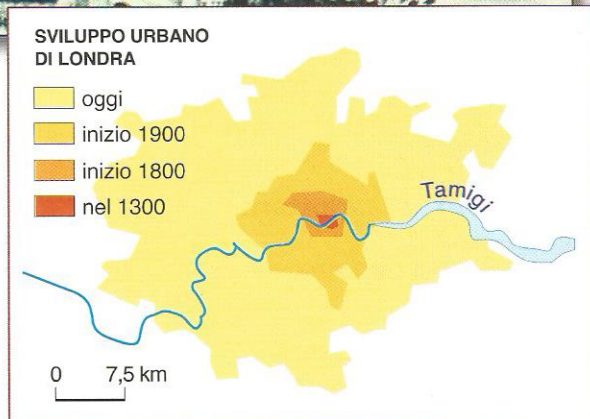 SVILUPPO URBANO
DI LONDRA
oggi
inizio 1900
inizio 1800
nel 1300
Tamigi
0 7,5 km